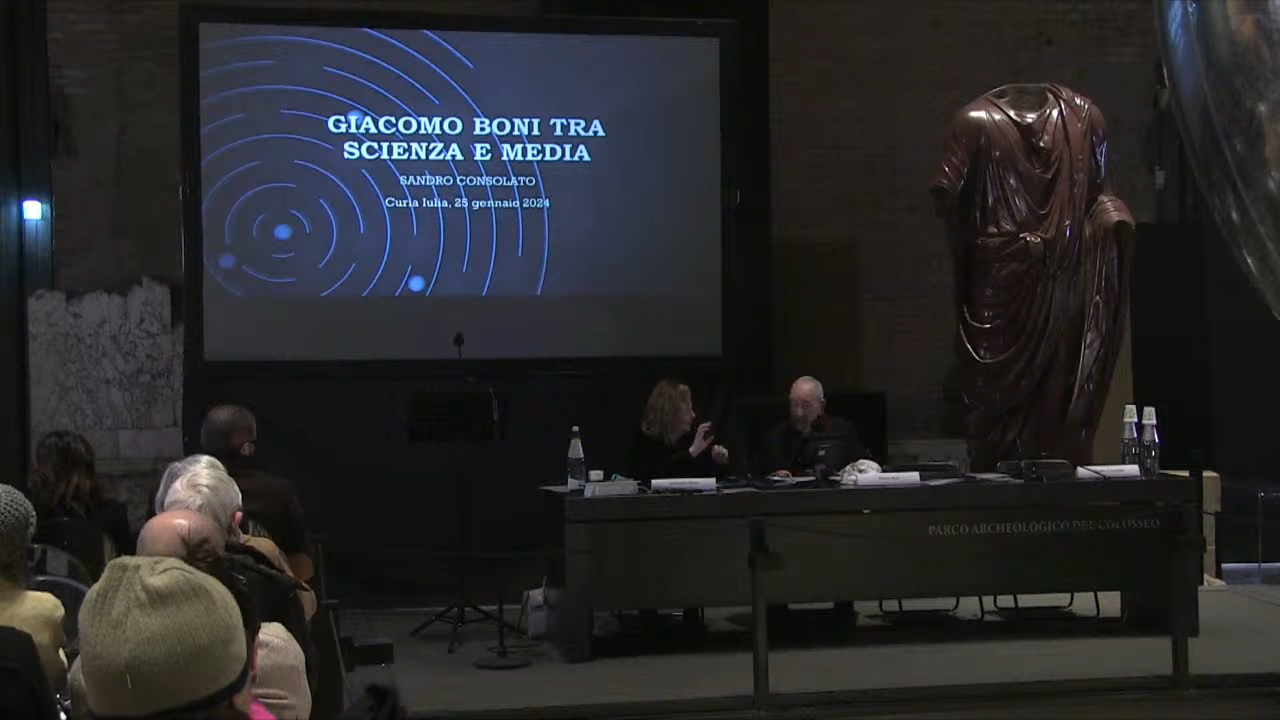 GIACOMO BONI TRA
SCIENZA E MEDIA
SANDRO CONSOLATO
Curia Iulia, 25 gennaio 2024
PARCO ARCHEOLOGICO DEL COLOSSEO